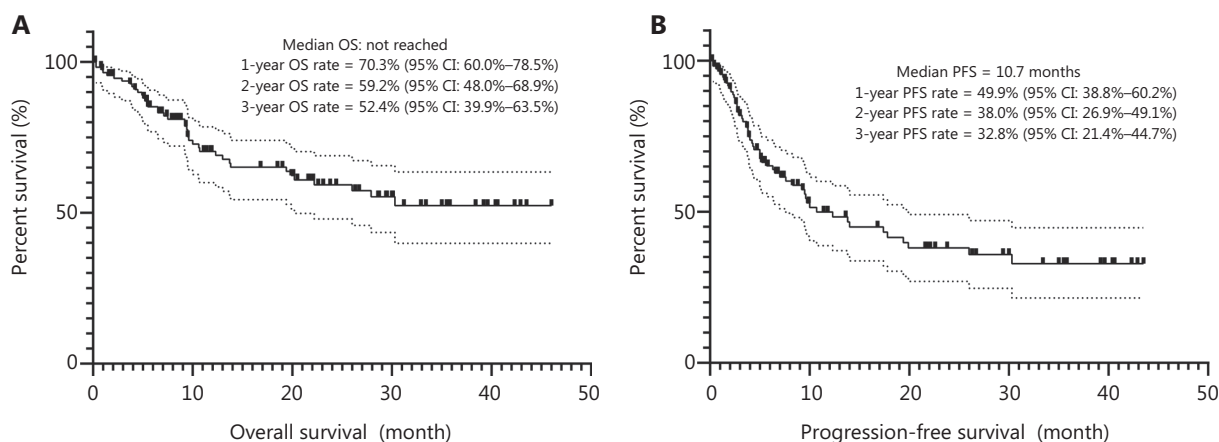 A
Median OS: not reached
1-year OS rate = 70.3% (95% CI: 60.0%–78.5%)
2-year OS rate = 59.2% (95% CI: 48.0%–68.9%)
3-year OS rate = 52.4% (95% CI: 39.9%–63.5%)
Percent survival (%)
100
50
0
0 10 20 30 40 50
Overall survival (month)
B
Median PFS = 10.7 months
1-year PFS rate = 49.9% (95% CI: 38.8%–60.2%)
2-year PFS rate = 38.0% (95% CI: 26.9%–49.1%)
3-year PFS rate = 32.8% (95% CI: 21.4%–44.7%)
Percent survival (%)
100
50
0
0 10 20 30 40 50
Progression-free survival (month)